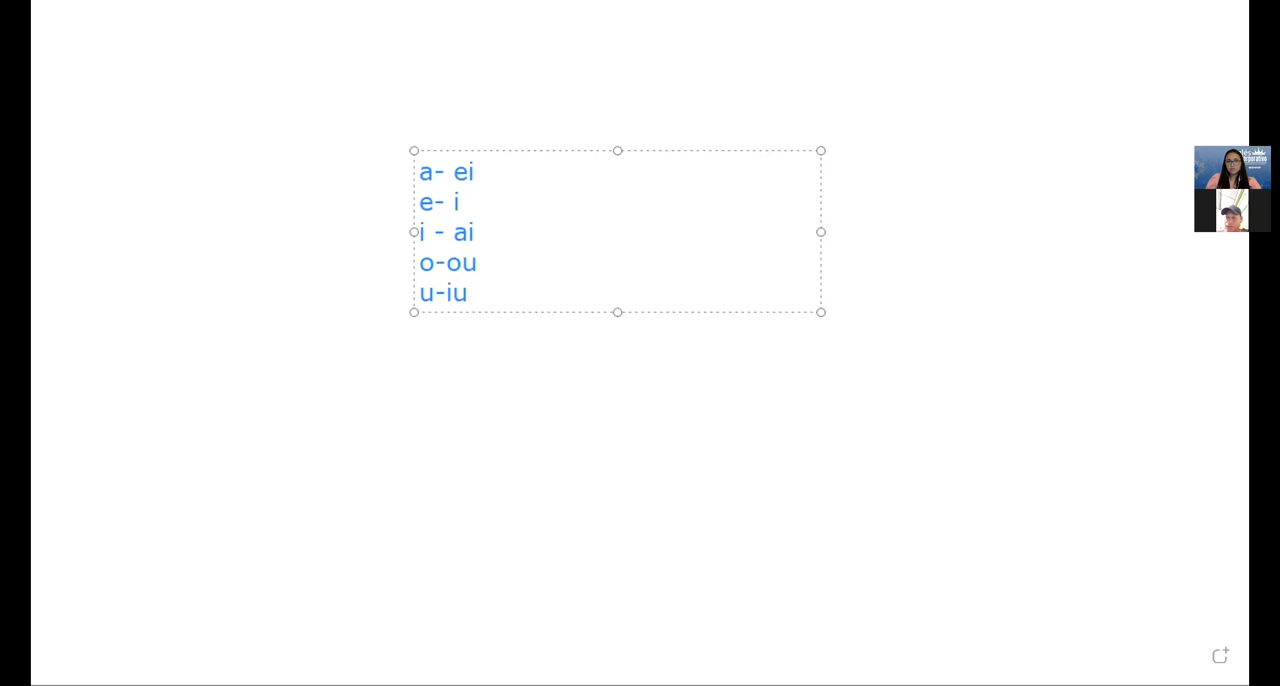 a- ei
e- i
i - ai
o-ou
u-iu